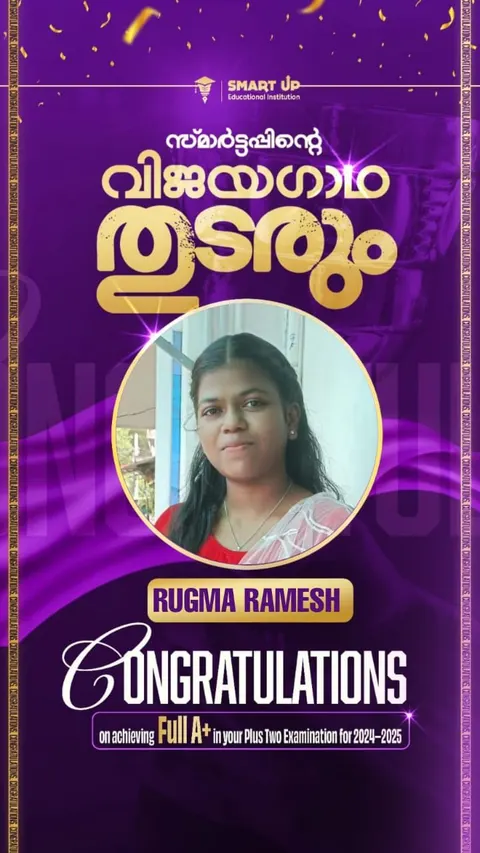 SMART UP
Educational Institution
സ്മാർട്ടപ്പിന്റെ
വിജയഗാഥ
തുടരും
RUGMA RAMESH
CONGRATULATIONS
on achieving Full A+ in your Plus Two Examination for 2024-2025